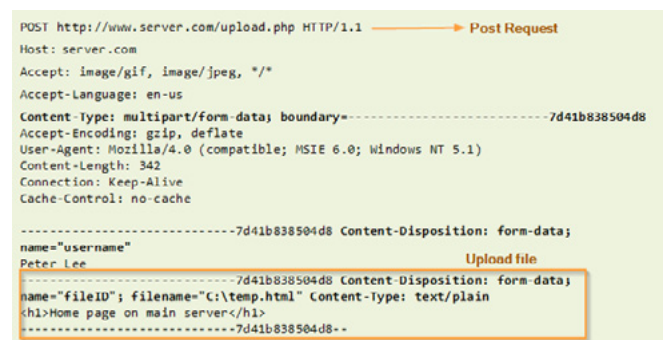 POST http://www.server.com/upload.php HTTP/1.1 Post Request
Host: server.com
Accept: image/gif, image/jpeg, */*
Accept-Language: en-us
Content-Type: multipart/form-data; boundary=---------------------------7d41b838504d8
Accept-Encoding: gzip, deflate
User-Agent: Mozilla/4.0 (compatible; MSIE 6.0; Windows NT 5.1)
Content-Length: 342
Connection: Keep-Alive
Cache-Control: no-cache
-----------------------------7d41b838504d8 Content-Disposition: form-data;
name="username"
Peter Lee
Upload file
-----------------------------7d41b838504d8 Content-Disposition: form-data;
name="fileID"; filename="C:\temp.html" Content-Type: text/plain
<h1>Home page on main server</h1>
-----------------------------7d41b838504d8--